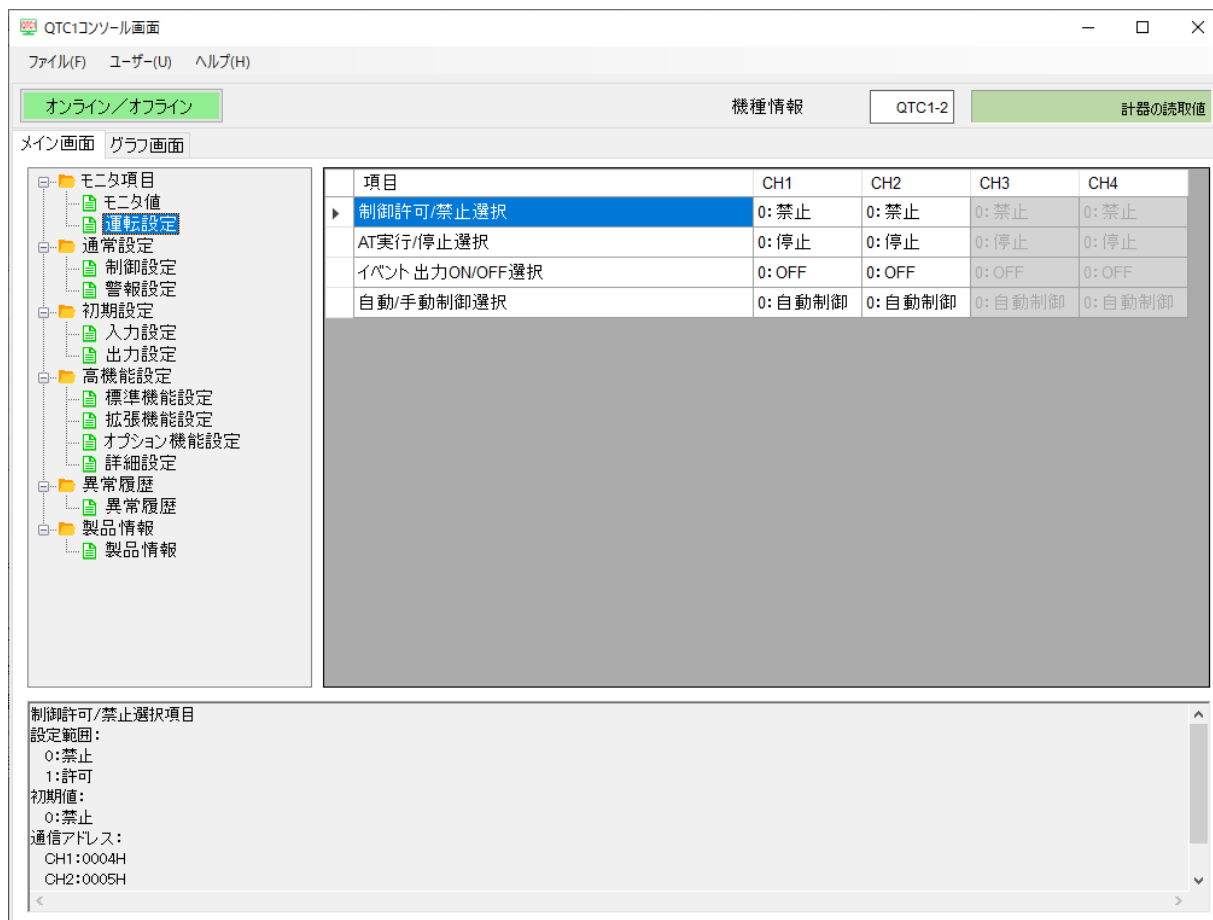 QTC1コンソール画面
ファイル(F) ユーザー(U) ヘルプ(H)
オンライン／オフライン 機種情報 QTC1-2 計器の読取値
メイン画面 グラフ画面
モニタ項目
モニタ値
運転設定
通常設定
制御設定
警報設定
初期設定
入力設定
出力設定
高機能設定
標準機能設定
拡張機能設定
オプション機能設定
詳細設定
異常履歴
異常履歴
製品情報
製品情報
項目 CH1 CH2 CH3 CH4
制御許可/禁止選択 0: 禁止 0: 禁止 0: 禁止 0: 禁止
AT実行/停止選択 0: 停止 0: 停止 0: 停止 0: 停止
イベント出力ON/OFF選択 0: OFF 0: OFF 0: OFF 0: OFF
自動/手動制御選択 0: 自動制御 0: 自動制御 0: 自動制御 0: 自動制御
制御許可/禁止選択項目
設定範囲:
0:禁止
1:許可
初期値:
0:禁止
通信アドレス:
CH1:0004H
CH2:0005H